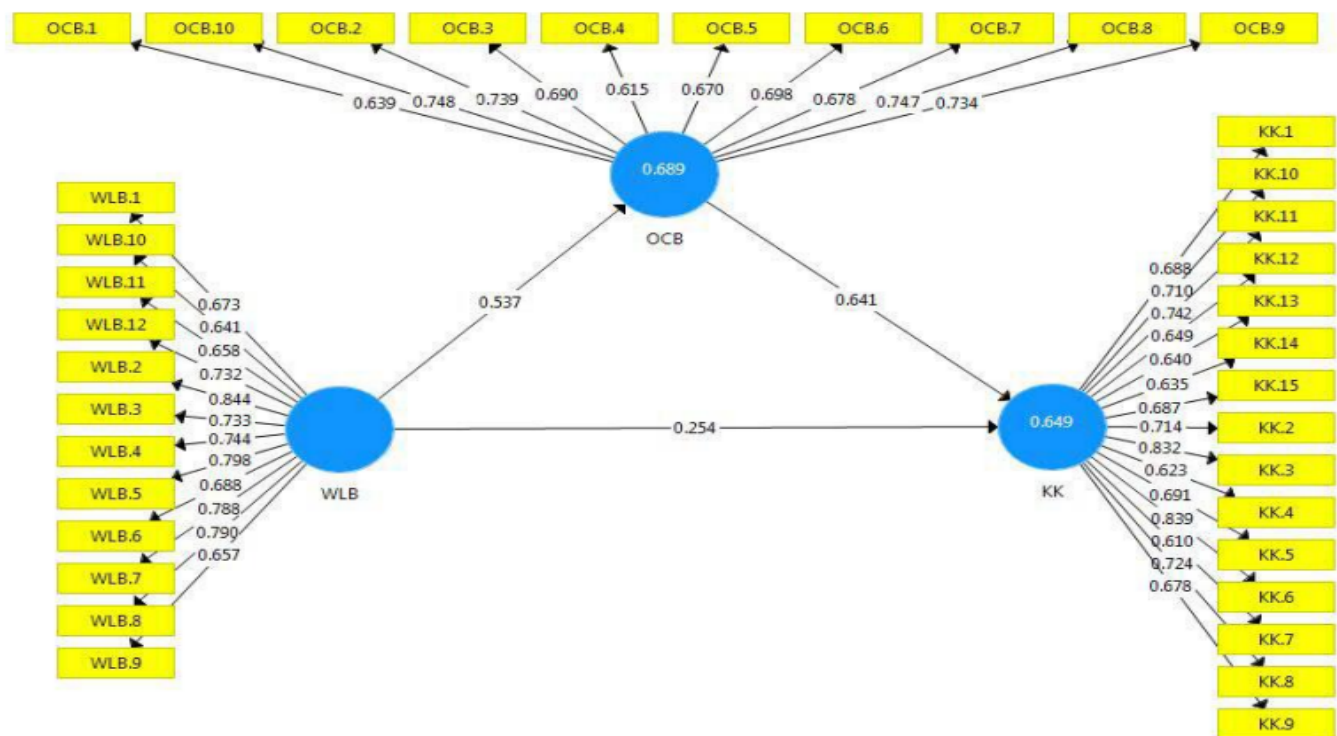 OCB.1 OCB.10 OCB.2 OCB.3 OCB.4 OCB.5 OCB.6 OCB.7 OCB.8 OCB.9
0.639 0.748 0.739 0.690 0.615 0.670 0.698 0.678 0.747 0.734
0.689
OCB
WLB.1
WLB.10
WLB.11
WLB.12
WLB.2
WLB.3
WLB.4
WLB.5
WLB.6
WLB.7
WLB.8
WLB.9
0.673
0.641
0.658
0.732
0.844
0.733
0.744
0.798
0.688
0.788
0.790
0.657
WLB
0.537
0.641
0.254
0.649
KK
0.688
0.710
0.742
0.649
0.640
0.635
0.687
0.714
0.832
0.623
0.691
0.839
0.610
0.724
0.678
KK.1
KK.10
KK.11
KK.12
KK.13
KK.14
KK.15
KK.2
KK.3
KK.4
KK.5
KK.6
KK.7
KK.8
KK.9